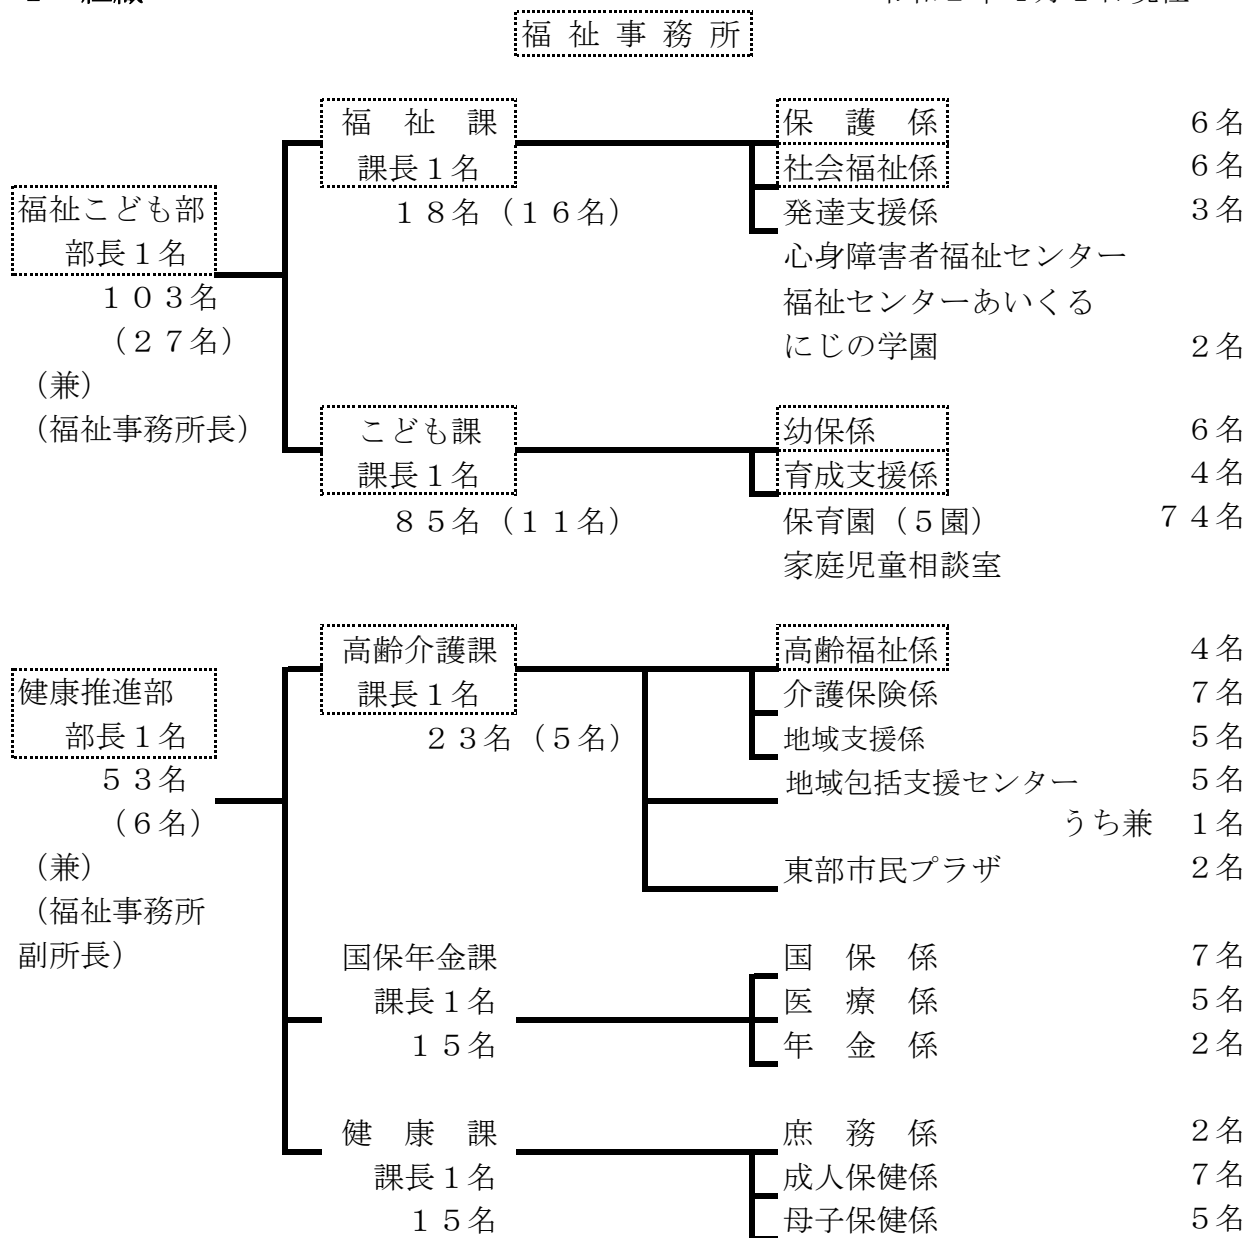 福祉事務所
福祉課
課長１名
１８名（１６名）
保護係 ６名
社会福祉係 ６名
発達支援係 ３名
心身障害者福祉センター
福祉センターあいくる
にじの学園 ２名
福祉こども部
部長１名
１０３名
（２７名）
（兼）
（福祉事務所長）
こども課
課長１名
８５名（１１名）
幼保係 ６名
育成支援係 ４名
保育園（５園） ７４名
家庭児童相談室
健康推進部
部長１名
５３名
（６名）
（兼）
（福祉事務所
副所長）
高齢介護課
課長１名
２３名（５名）
高齢福祉係 ４名
介護保険係 ７名
地域支援係 ５名
地域包括支援センター ５名
うち兼 １名
東部市民プラザ ２名
国保年金課
課長１名
１５名
国保係 ７名
医療係 ５名
年金係 ２名
健康課
課長１名
１５名
庶務係 ２名
成人保健係 ７名
母子保健係 ５名